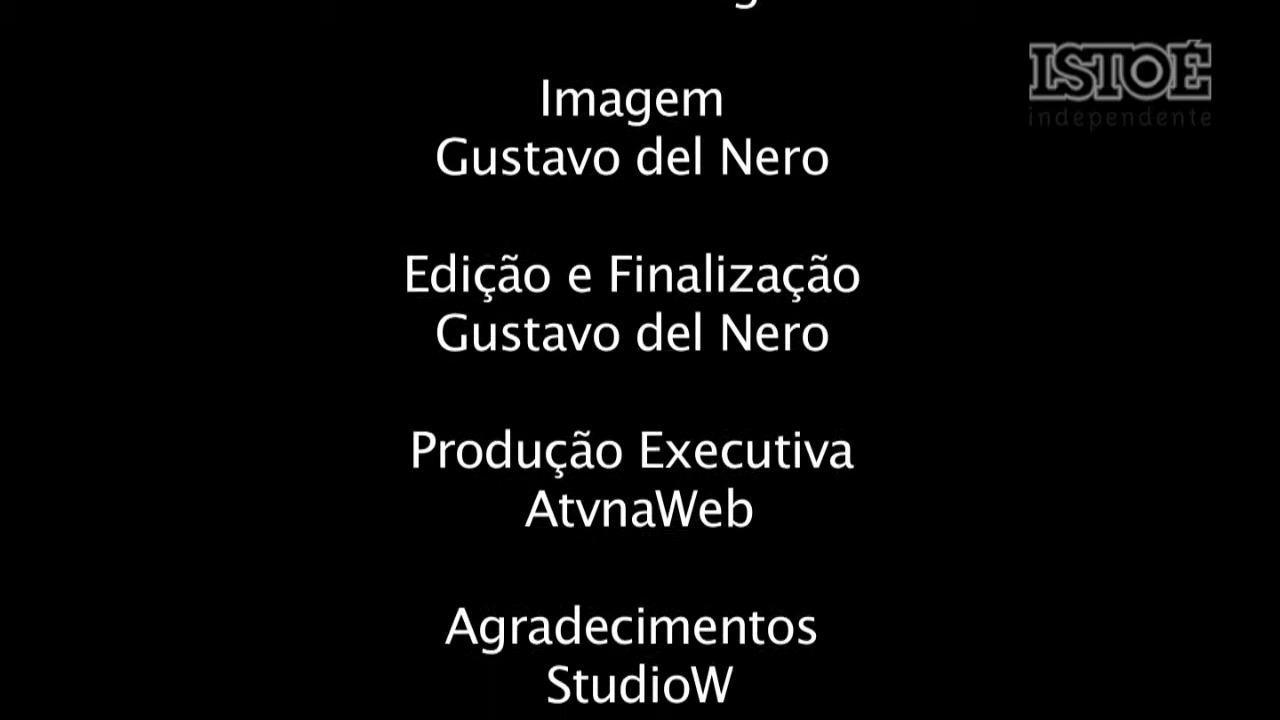 ISTOÉ
independente
Imagem
Gustavo del Nero
Edição e Finalização
Gustavo del Nero
Produção Executiva
AtvnaWeb
Agradecimentos
StudioW